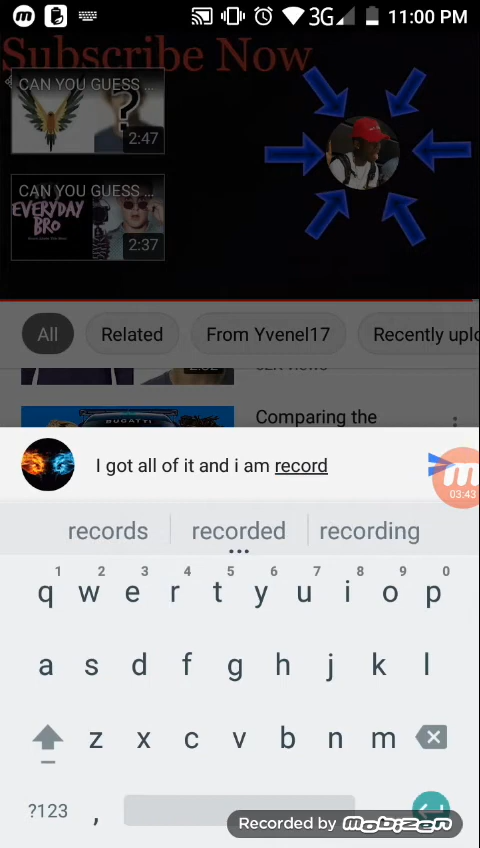 3G 11:00 PM
Subscribe Now
CAN YOU GUESS ...
?
2:47
CAN YOU GUESS ...
EVERYDAY
BRO
2:37
All Related From Yvenel17 Recently uplo
views
BUGATTI
Comparing the
I got all of it and i am record
03:43
records recorded recording
1 2 3 4 5 6 7 8 9 0
q w e r t y u i o p
a s d f g h j k l
z x c v b n m
?123 ,
Recorded by mobizen